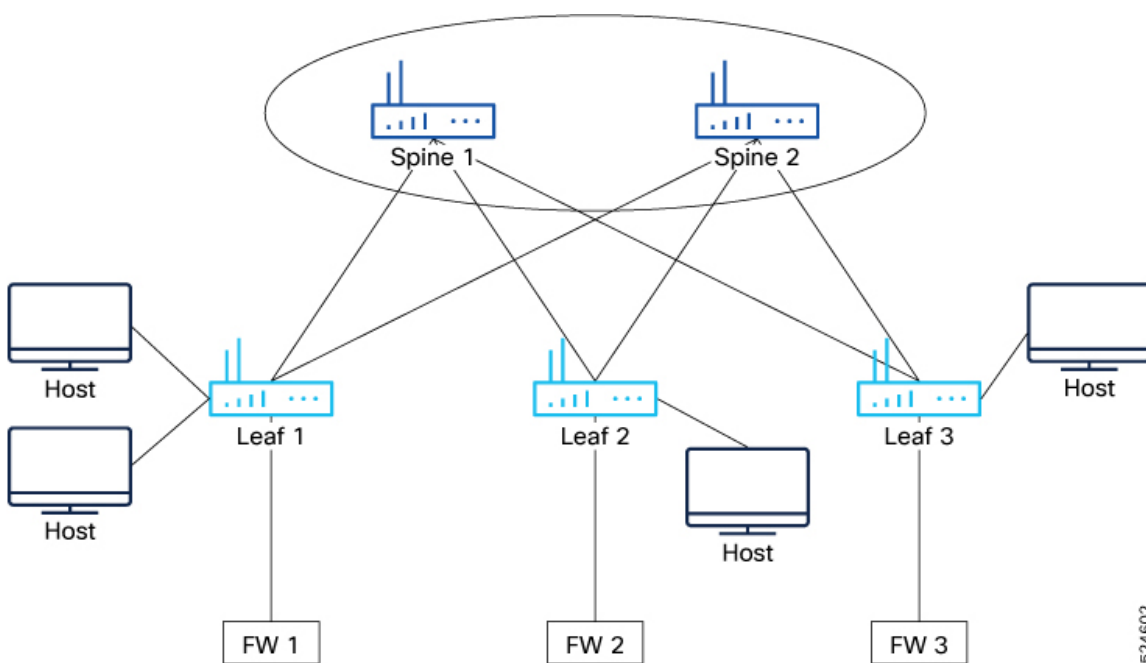 Spine 1
Spine 2
Host
Host
Leaf 1
Leaf 2
Leaf 3
Host
Host
FW 1
FW 2
FW 3